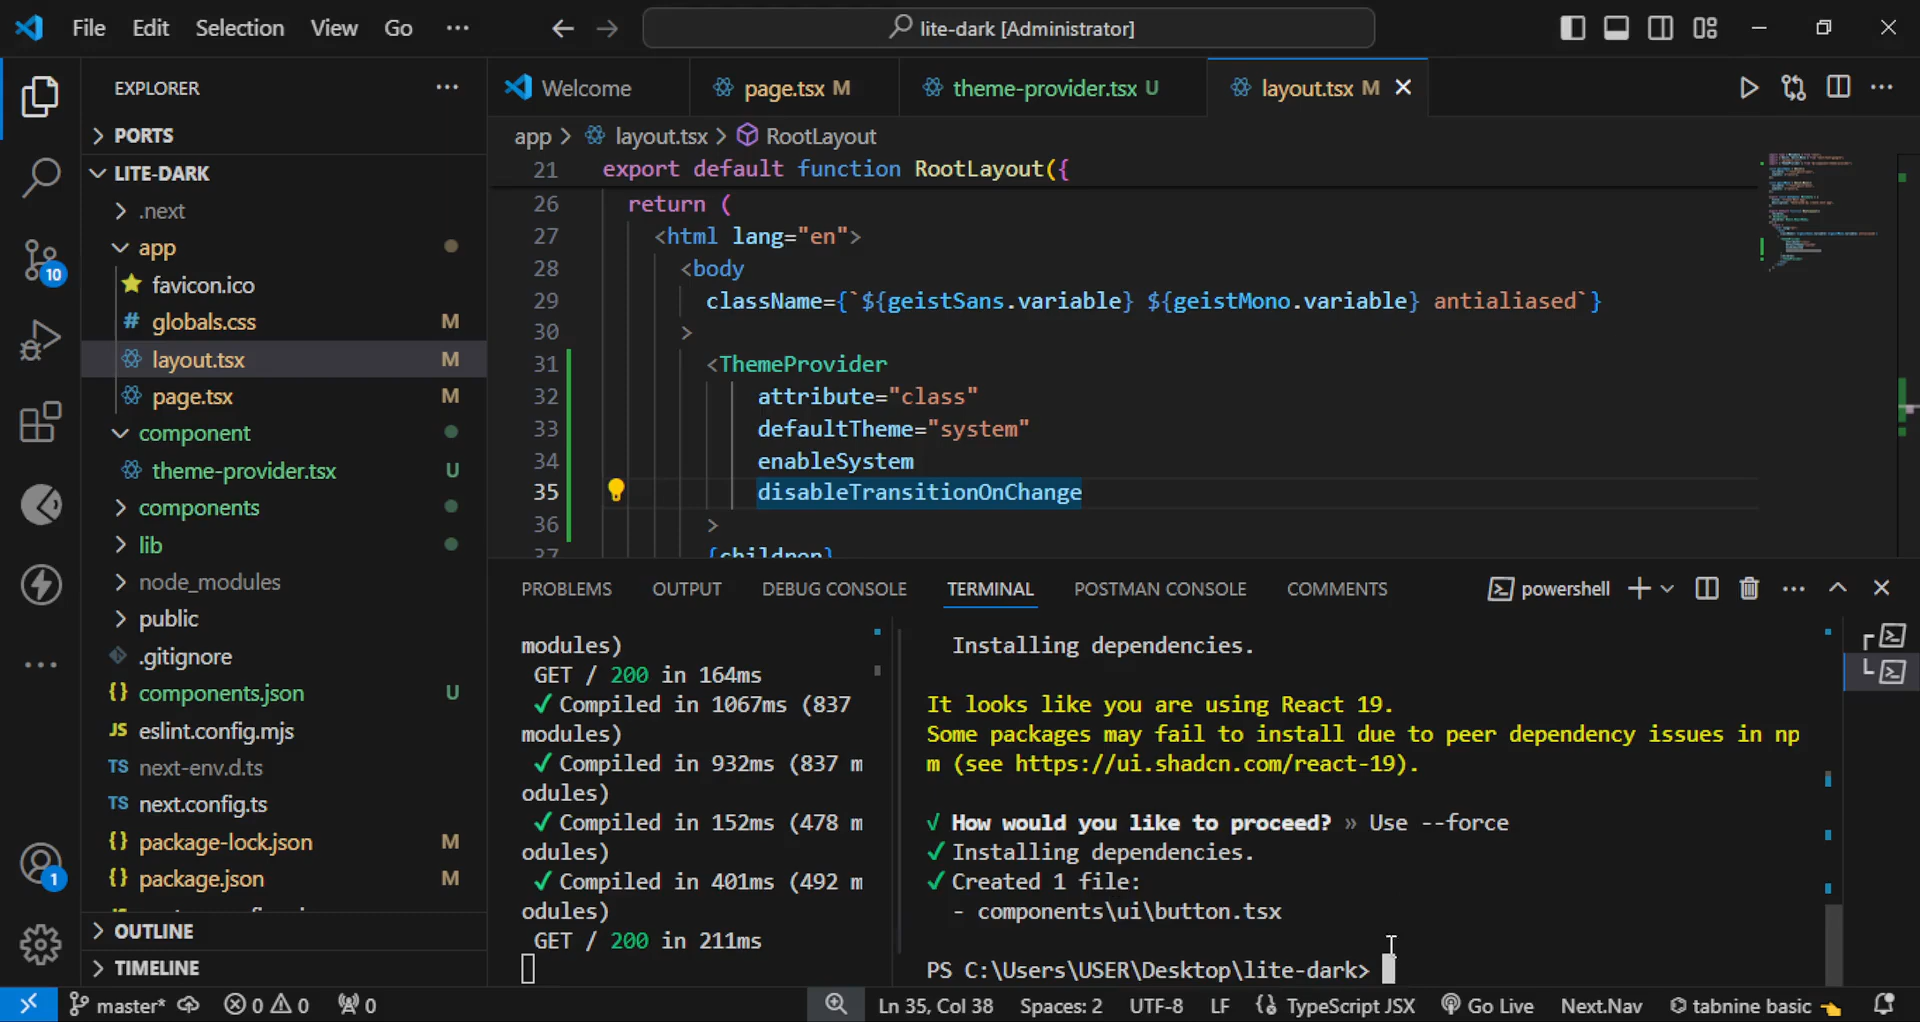 File Edit Selection View Go ···
lite-dark [Administrator]
EXPLORER ···
PORTS
LITE-DARK
.next
app
favicon.ico
globals.css M
layout.tsx M
page.tsx M
component
theme-provider.tsx U
components
lib
node_modules
public
.gitignore
components.json U
eslint.config.mjs
next-env.d.ts
next.config.ts
package-lock.json M
package.json M
OUTLINE
TIMELINE
10
1
Welcome page.tsx M theme-provider.tsx U layout.tsx M
app > layout.tsx > RootLayout
21 export default function RootLayout({
26 return (
27 <html lang="en">
28 <body
29 className={`${geistSans.variable} ${geistMono.variable} antialiased`}
30 >
31 <ThemeProvider
32 attribute="class"
33 defaultTheme="system"
34 enableSystem
35 disableTransitionOnChange
36 >
37 {children}
PROBLEMS OUTPUT DEBUG CONSOLE TERMINAL POSTMAN CONSOLE COMMENTS powershell
modules)
GET / 200 in 164ms
✓ Compiled in 1067ms (837
modules)
✓ Compiled in 932ms (837 m
odules)
✓ Compiled in 152ms (478 m
odules)
✓ Compiled in 401ms (492 m
odules)
GET / 200 in 211ms
Installing dependencies.
It looks like you are using React 19.
Some packages may fail to install due to peer dependency issues in np
m (see https://ui.shadcn.com/react-19).
√ How would you like to proceed? » Use --force
✓ Installing dependencies.
✓ Created 1 file:
- components\ui\button.tsx
PS C:\Users\USER\Desktop\lite-dark>
master* 0 0 0 Ln 35, Col 38 Spaces: 2 UTF-8 LF {} TypeScript JSX Go Live Next.Nav tabnine basic